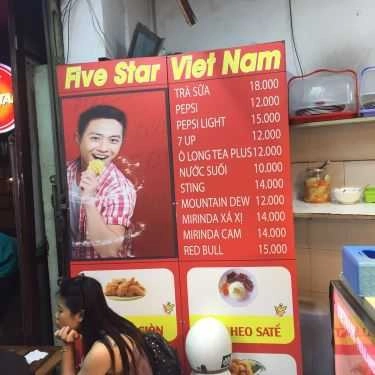 Five Star Viet Nam
TRÀ SỮA 18.000
PEPSI 12.000
PEPSI LIGHT 15.000
7 UP 12.000
Ô LONG TEA PLUS 12.000
NƯỚC SUỐI 10.000
STING 14.000
MOUNTAIN DEW 12.000
MIRINDA XÁ XỊ 14.000
MIRINDA CAM 14.000
RED BULL 15,000
GIÒN
HEO SATÉ